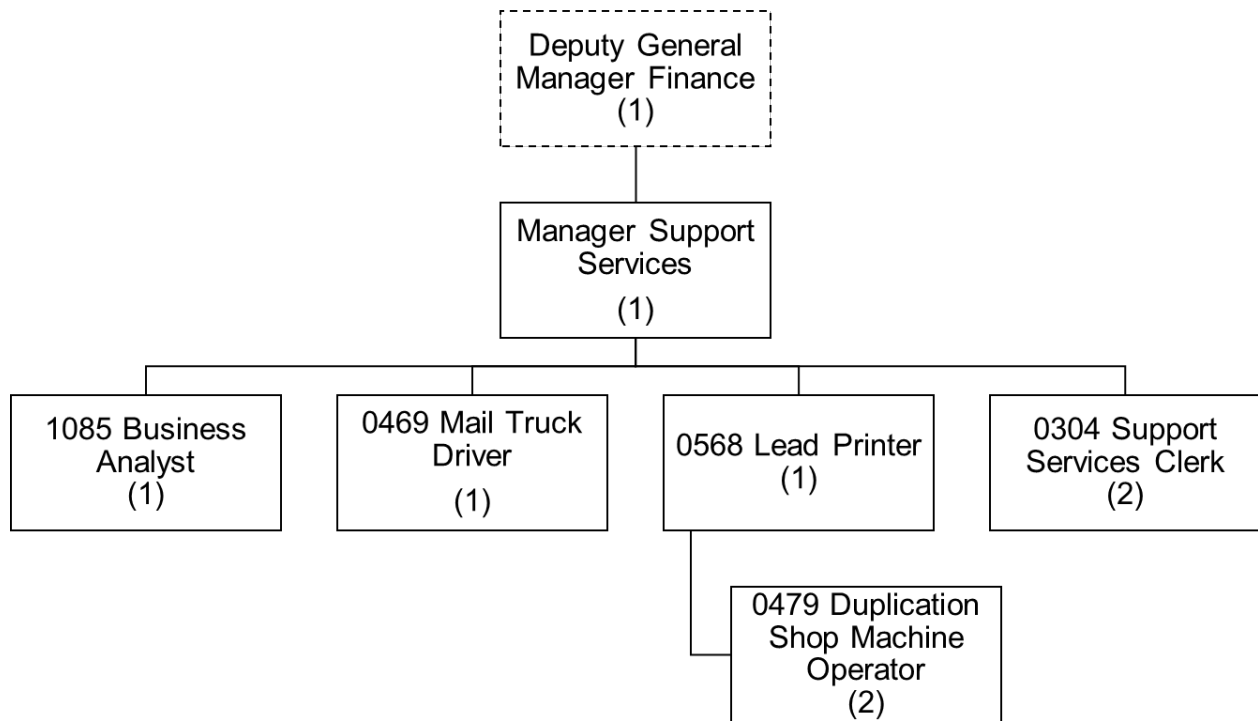 Deputy General
Manager Finance
(1)
Manager Support
Services
(1)
1085 Business
Analyst
(1)
0469 Mail Truck
Driver
(1)
0568 Lead Printer
(1)
0304 Support
Services Clerk
(2)
0479 Duplication
Shop Machine
Operator
(2)